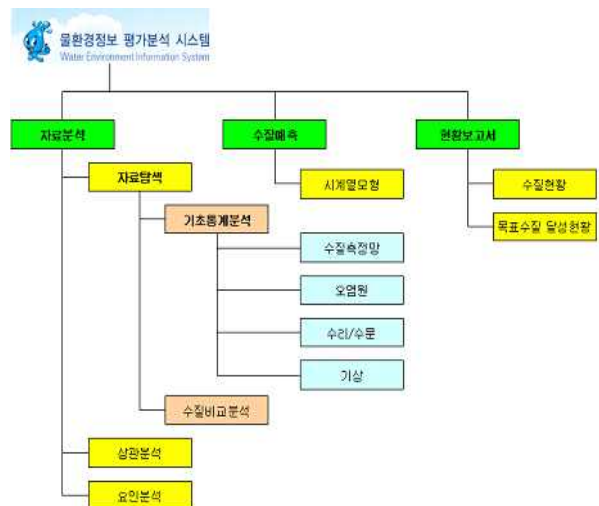 물환경정보 평가분석 시스템
Water Environment Information System
자료분석
수질예측
현황보고서
자료탐색
시계열모형
수질현황
기초통계분석
목표수질 달성현황
수질측정망
오염원
수리/수문
기상
수질비교분석
상관분석
요인분석